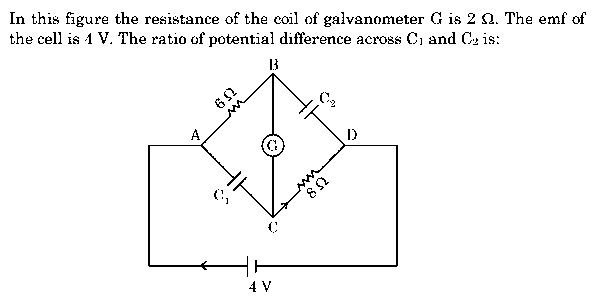 In this figure the resistance of the coil of galvanometer G is 2 Ω. The emf of
the cell is 4 V. The ratio of potential difference across C₁ and C₂ is:
B
6 Ω
C₂
A
G
D
C₁
8 Ω
C
4 V